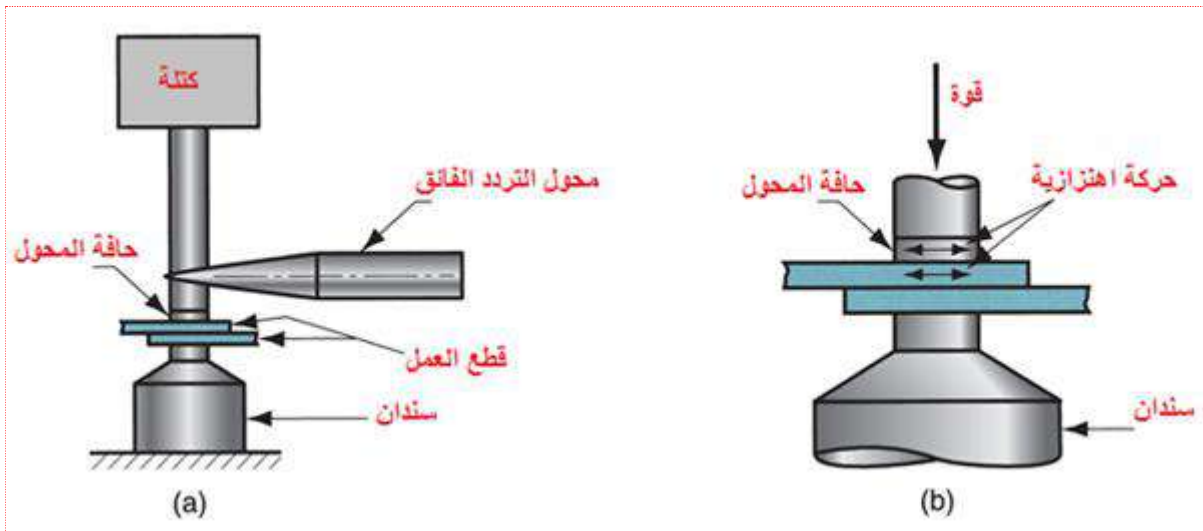 كتلة
محول التردد الفائق
حافة المحول
قطع العمل
سندان
(a)
قوة
حركة اهتزازية
حافة المحول
سندان
(b)